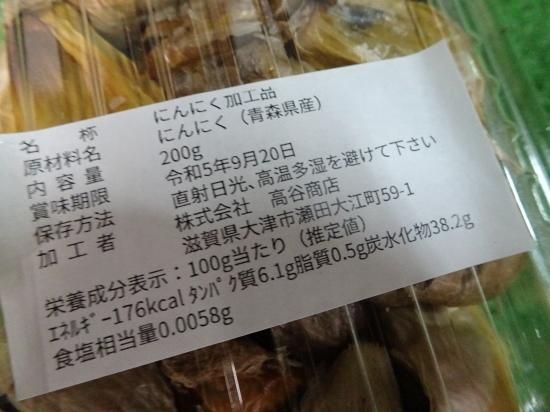 名称 にんにく加工品
原材料名 にんにく(青森県産)
内容量 200g
賞味期限 令和5年9月20日
保存方法 直射日光、高温多湿を避けて下さい
加工者 株式会社 高谷商店
滋賀県大津市瀬田大江町59-1
栄養成分表示：100g当たり(推定値)
ｴﾈﾙｷﾞｰ176kcalﾀﾝﾊﾟｸ質6.1g脂質0.5g炭水化物38.2g
食塩相当量0.0058g